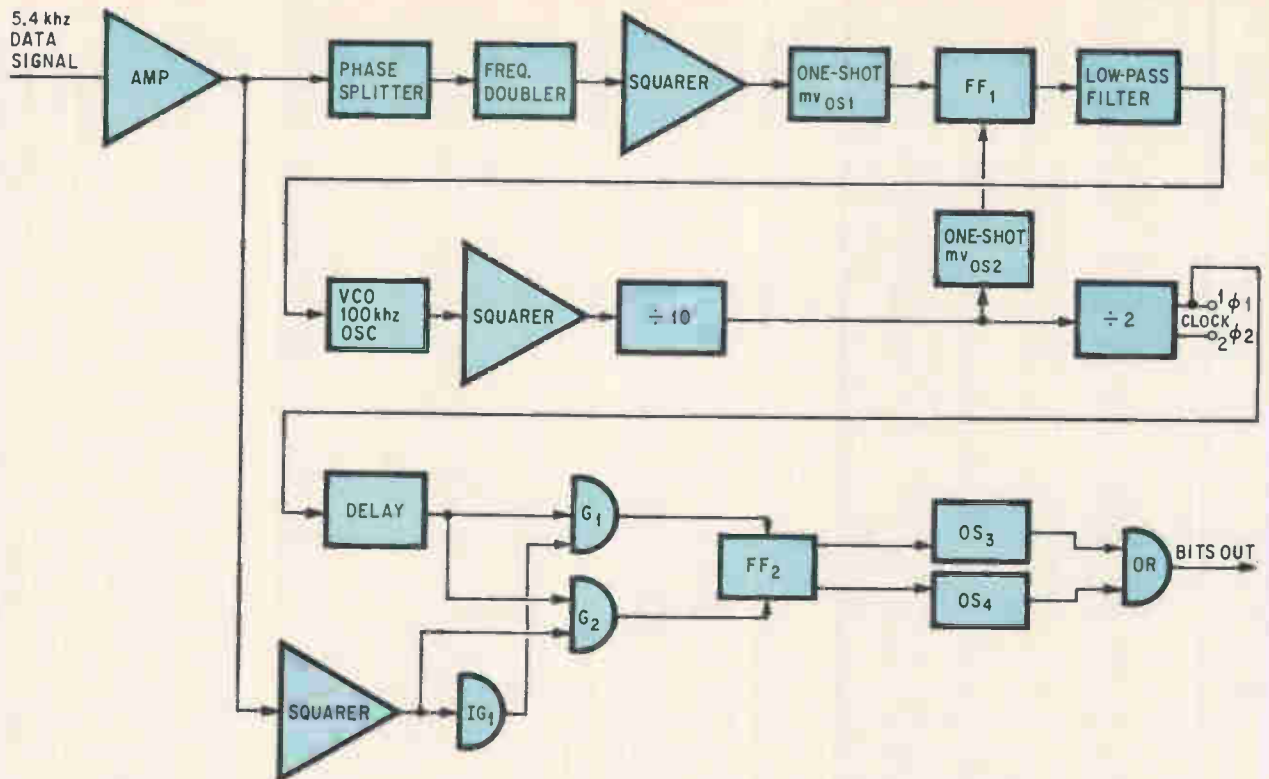 5.4 khz
DATA
SIGNAL
AMP
PHASE
SPLITTER
FREQ.
DOUBLER
SQUARER
ONE-SHOT
mv OS1
FF1
LOW-PASS
FILTER
VCO
100khz
OSC
SQUARER
÷ 10
ONE-SHOT
mv OS2
÷ 2
1 φ1
CLOCK
2 φ2
DELAY
G1
G2
FF2
OS3
OS4
OR
BITS OUT
SQUARER
IG1